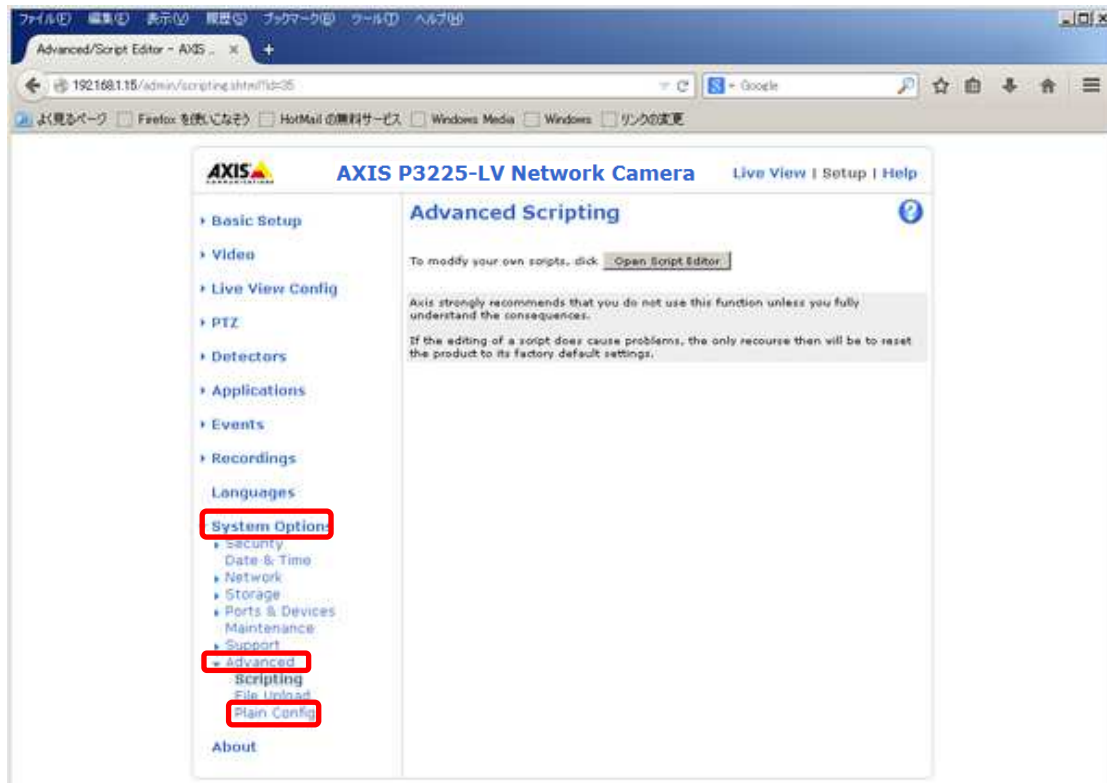 ファイル(F) 編集(E) 表示(V) 履歴(S) ブックマーク(B) ツール(T) ヘルプ(H)
Advanced/Script Editor - AXIS ... × +
192.168.1.15/admin/scripting.shtml?id=35
Google
よく見るページ Firefox を使いこなそう HotMail の無料サービス Windows Media Windows リンクの変更
AXIS
COMMUNICATIONS
AXIS P3225-LV Network Camera
Live View | Setup | Help
Basic Setup
Video
Live View Config
PTZ
Detectors
Applications
Events
Recordings
Languages
System Options
Security
Date & Time
Network
Storage
Ports & Devices
Maintenance
Support
Advanced
Scripting
File Upload
Plain Config
About
Advanced Scripting
?
To modify your own scripts, click Open Script Editor
Axis strongly recommends that you do not use this function unless you fully
understand the consequences.
If the editing of a script does cause problems, the only recourse then will be to reset
the product to its factory default settings.